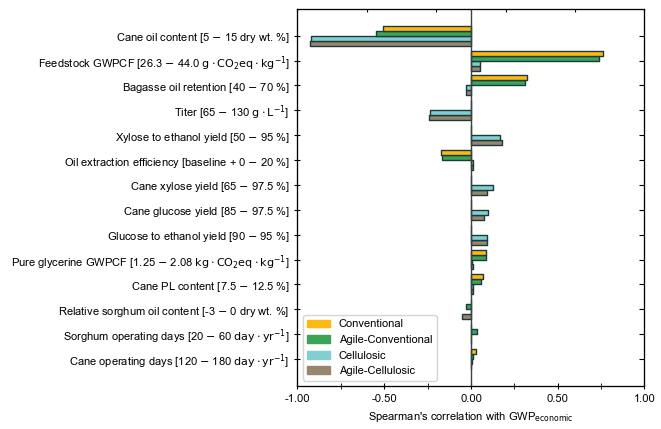 Cane oil content [5 − 15 dry wt. %]
Feedstock GWPCF [26.3 − 44.0 g · CO₂eq · kg⁻¹]
Bagasse oil retention [40 − 70 %]
Titer [65 − 130 g · L⁻¹]
Xylose to ethanol yield [50 − 95 %]
Oil extraction efficiency [baseline + 0 − 20 %]
Cane xylose yield [65 − 97.5 %]
Cane glucose yield [85 − 97.5 %]
Glucose to ethanol yield [90 − 95 %]
Pure glycerine GWPCF [1.25 − 2.08 kg · CO₂eq · kg⁻¹]
Cane PL content [7.5 − 12.5 %]
Relative sorghum oil content [-3 − 0 dry wt. %]
Sorghum operating days [20 − 60 day · yr⁻¹]
Cane operating days [120 − 180 day · yr⁻¹]
Conventional
Agile-Conventional
Cellulosic
Agile-Cellulosic
-1.00 -0.50 0.00 0.50 1.00
Spearman's correlation with GWPeconomic